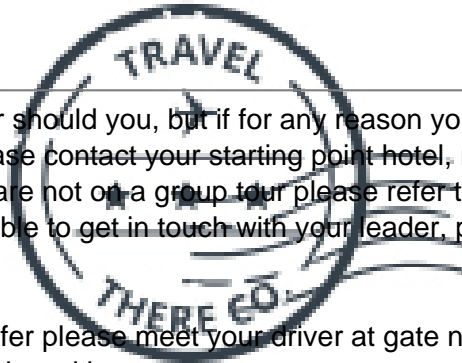 TRAVEL
r should you, but if for any reason yo
ase contact your starting point hotel,
are not on a group tour please refer t
ble to get in touch with your leader, p
THERE CO.
fer please meet your driver at gate n